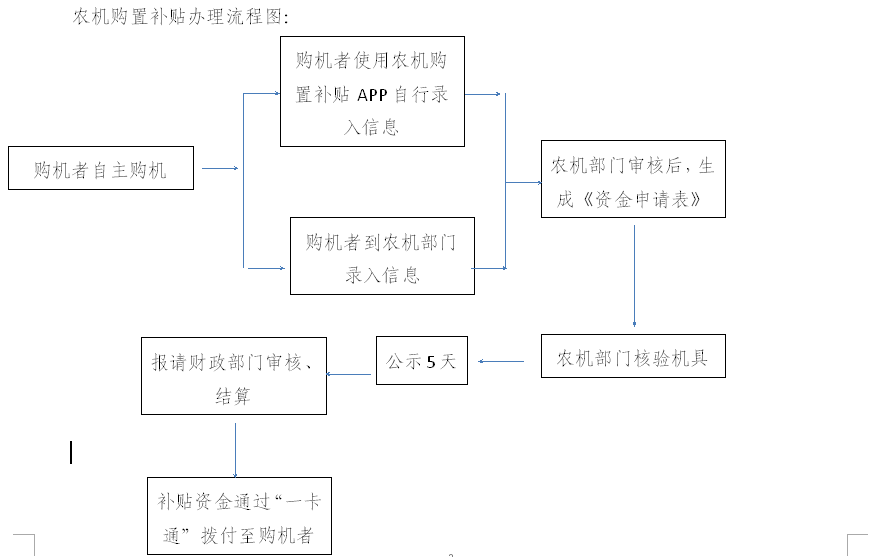 农机购置补贴办理流程图:
购机者使用农机购
置补贴 APP 自行录
入信息
购机者自主购机
农机部门审核后,生
成《资金申请表》
购机者到农机部门
录入信息
农机部门核验机具
公示 5 天
报请财政部门审核、
结算
补贴资金通过“一卡
通” 拨付至购机者